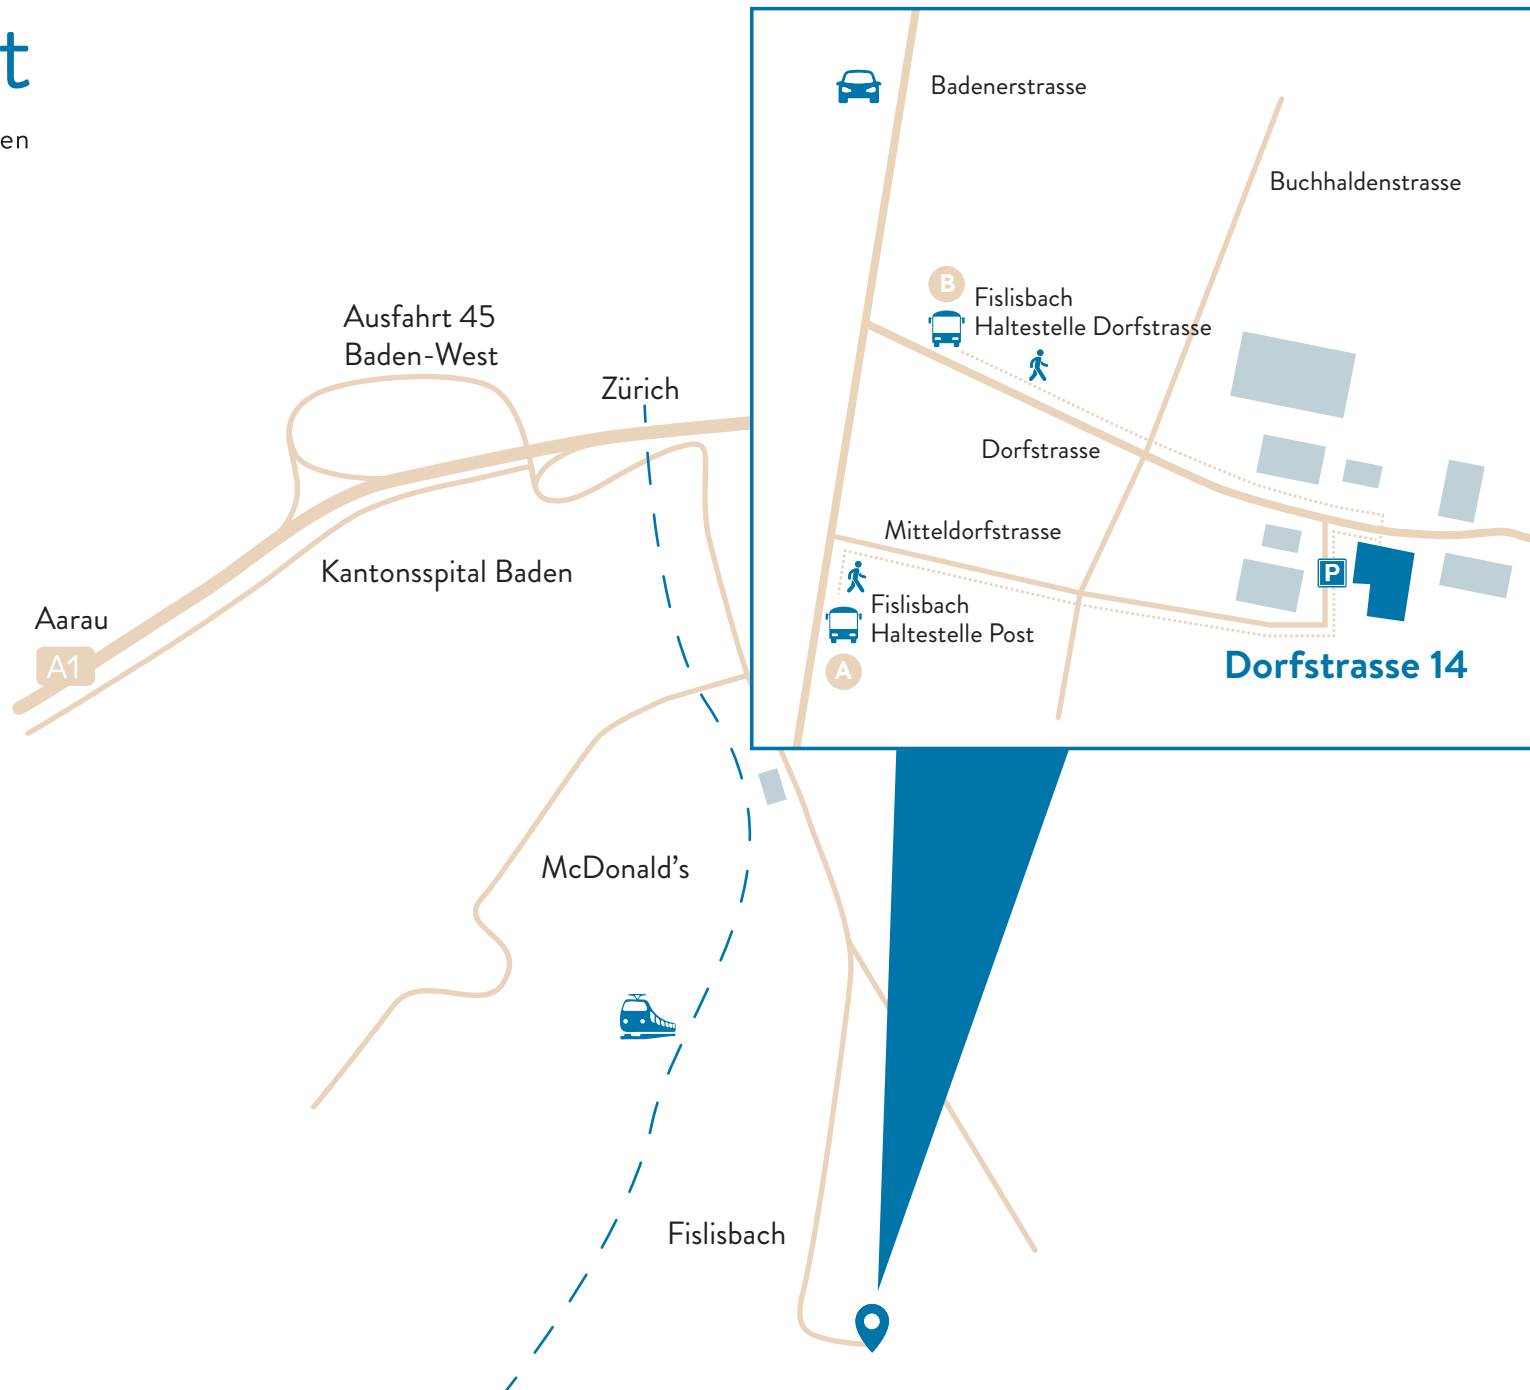 t
en
Badenerstrasse
Buchhaldenstrasse
B
Fislisbach
Haltestelle Dorfstrasse
Ausfahrt 45
Baden-West
Zürich
Dorfstrasse
Mitteldorfstrasse
Kantonsspital Baden
P
Fislisbach
Haltestelle Post
A
Aarau
A1
Dorfstrasse 14
McDonald’s
Fislisbach